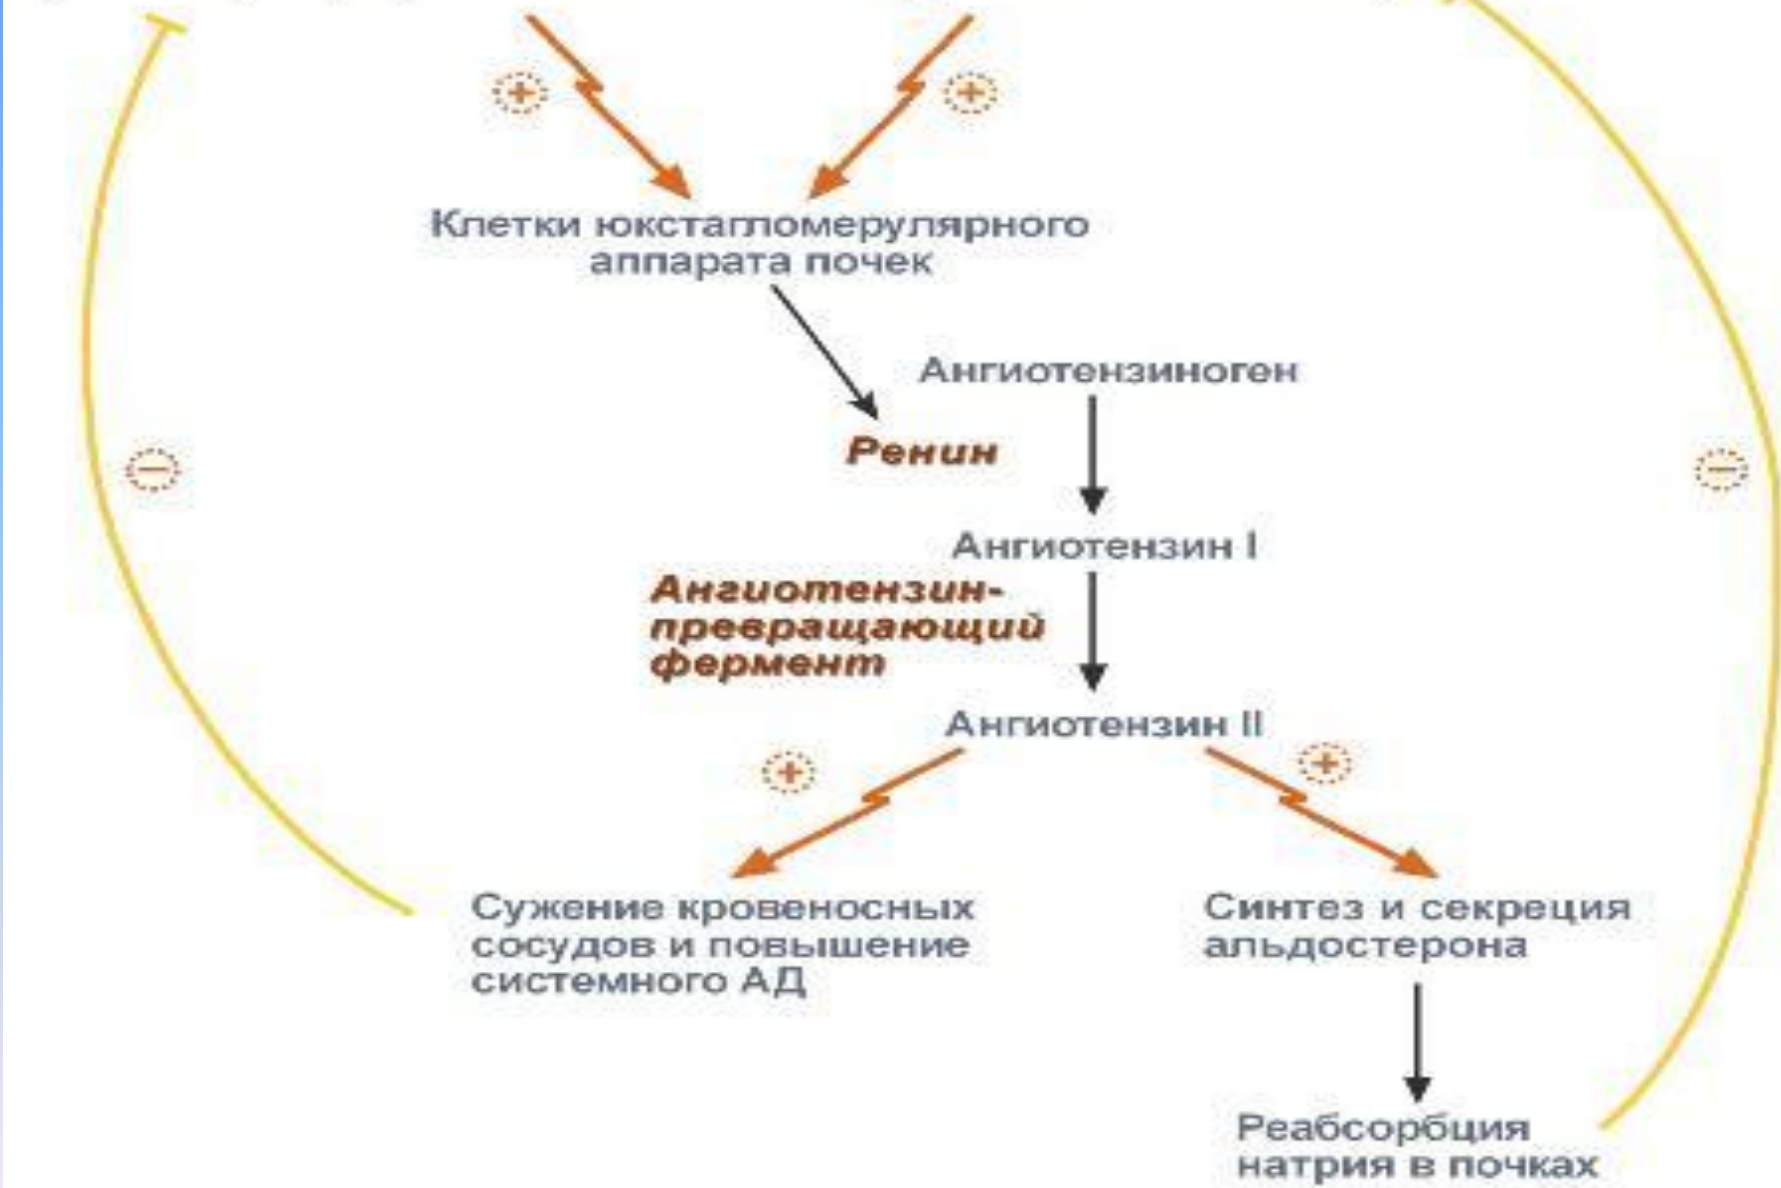 Клетки юкстагломерулярного
аппарата почек
Ангиотензиноген
Ренин
Ангиотензин I
Ангиотензин-
превращающий
фермент
Ангиотензин II
Сужение кровеносных
сосудов и повышение
системного АД
Синтез и секреция
альдостерона
Реабсорбция
натрия в почках